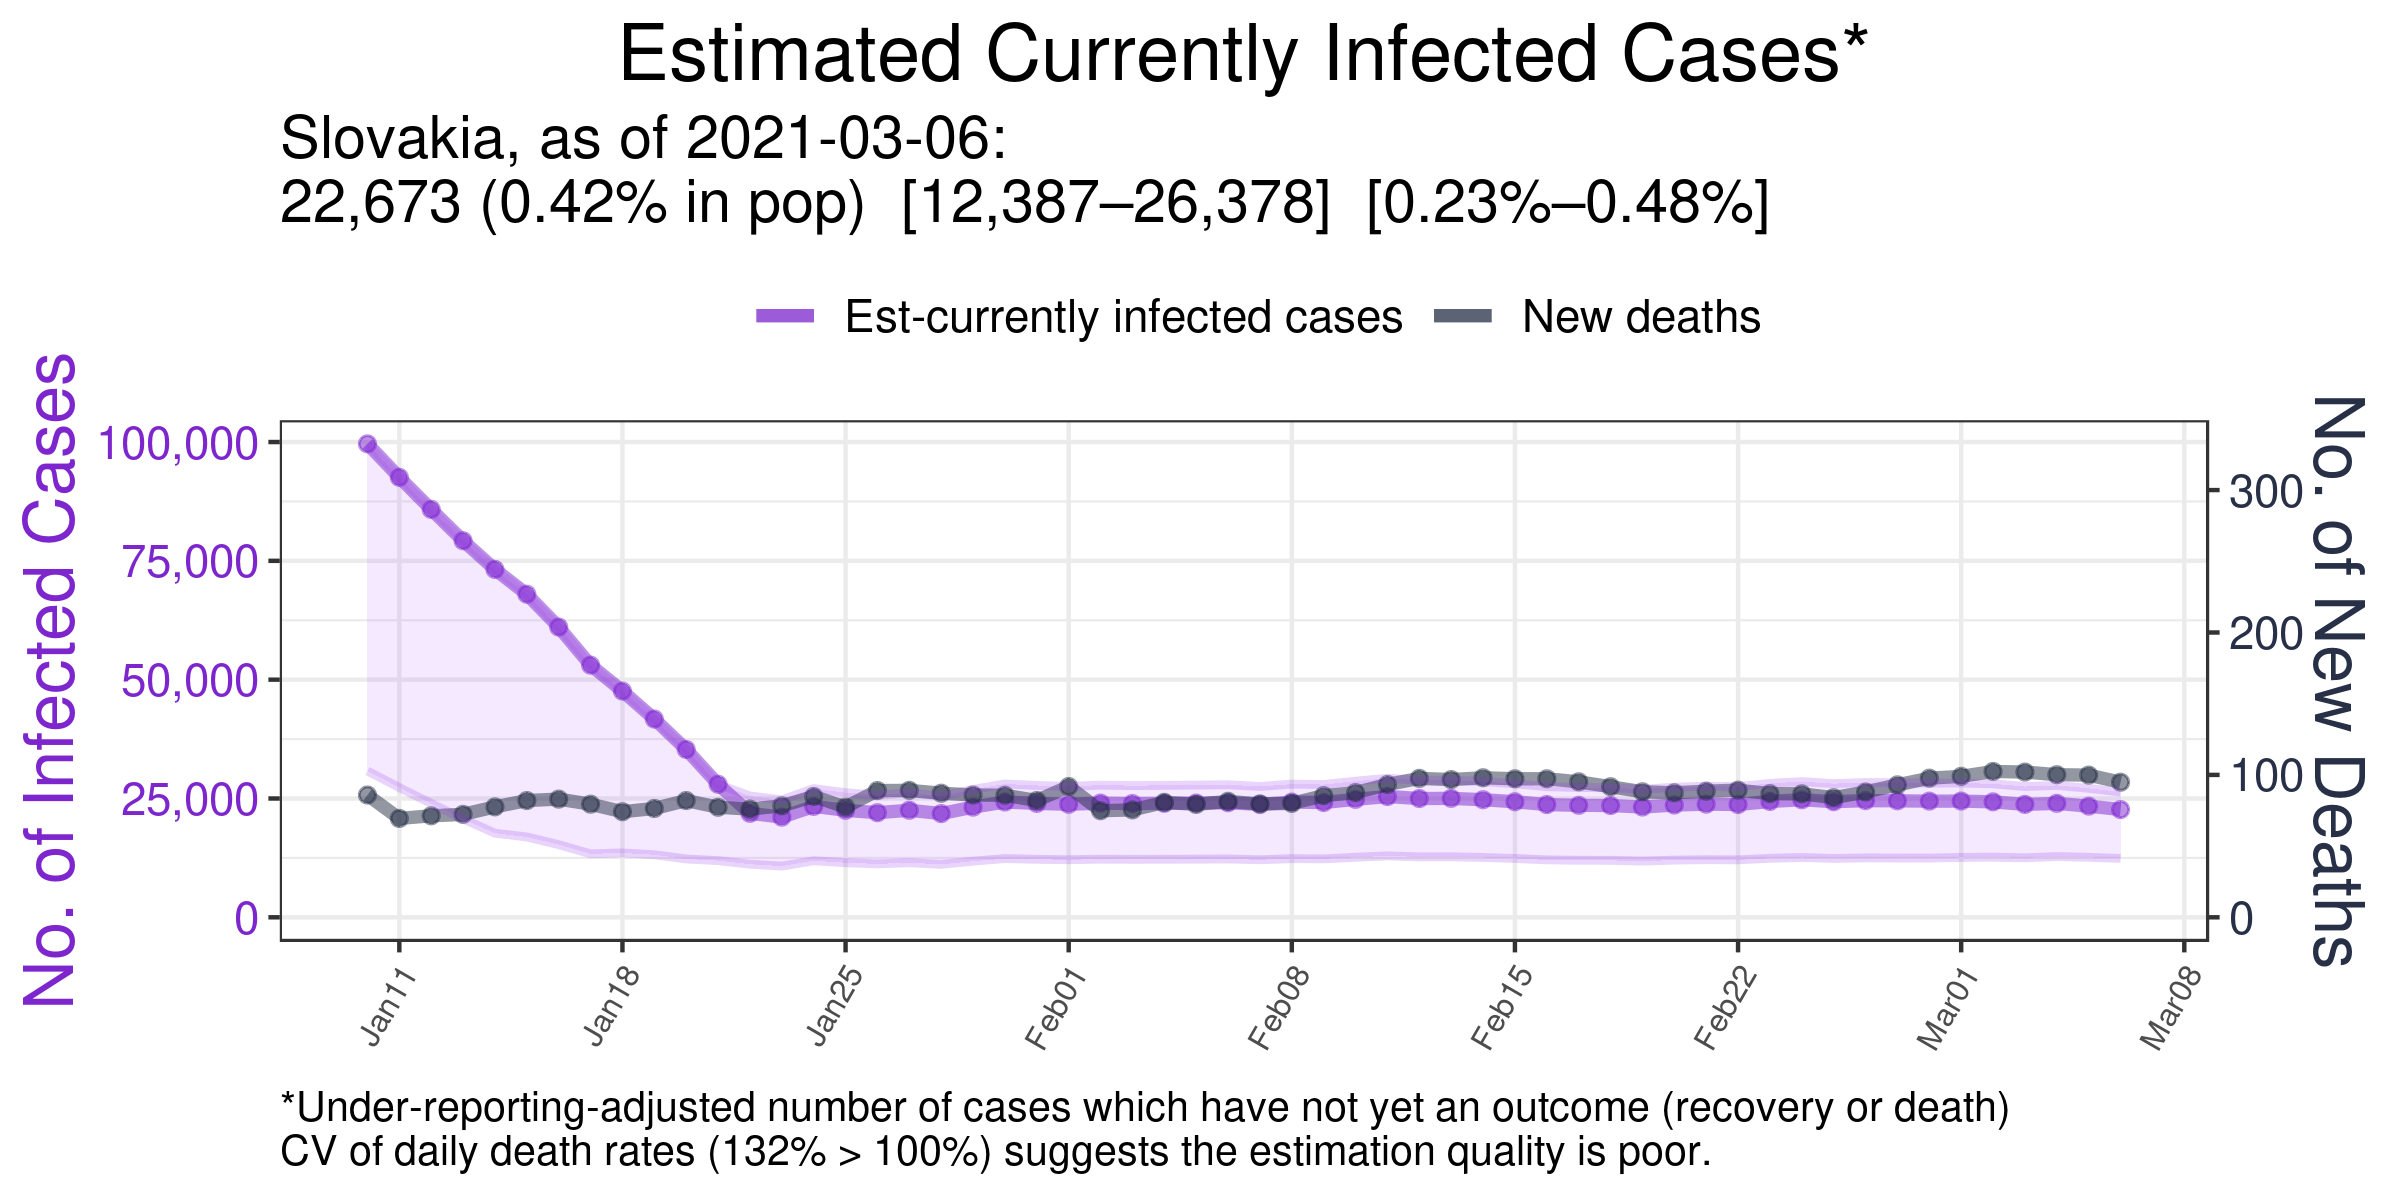 Estimated Currently Infected Cases*
Slovakia, as of 2021-03-06:
22,673 (0.42% in pop)  [12,387–26,378]  [0.23%–0.48%]
Est-currently infected cases
New deaths
No. of Infected Cases
100,000
75,000
50,000
25,000
0
300
200
100
0
No. of New Deaths
Jan11
Jan18
Jan25
Feb01
Feb08
Feb15
Feb22
Mar01
Mar08
*Under-reporting-adjusted number of cases which have not yet an outcome (recovery or death)
CV of daily death rates (132% > 100%) suggests the estimation quality is poor.